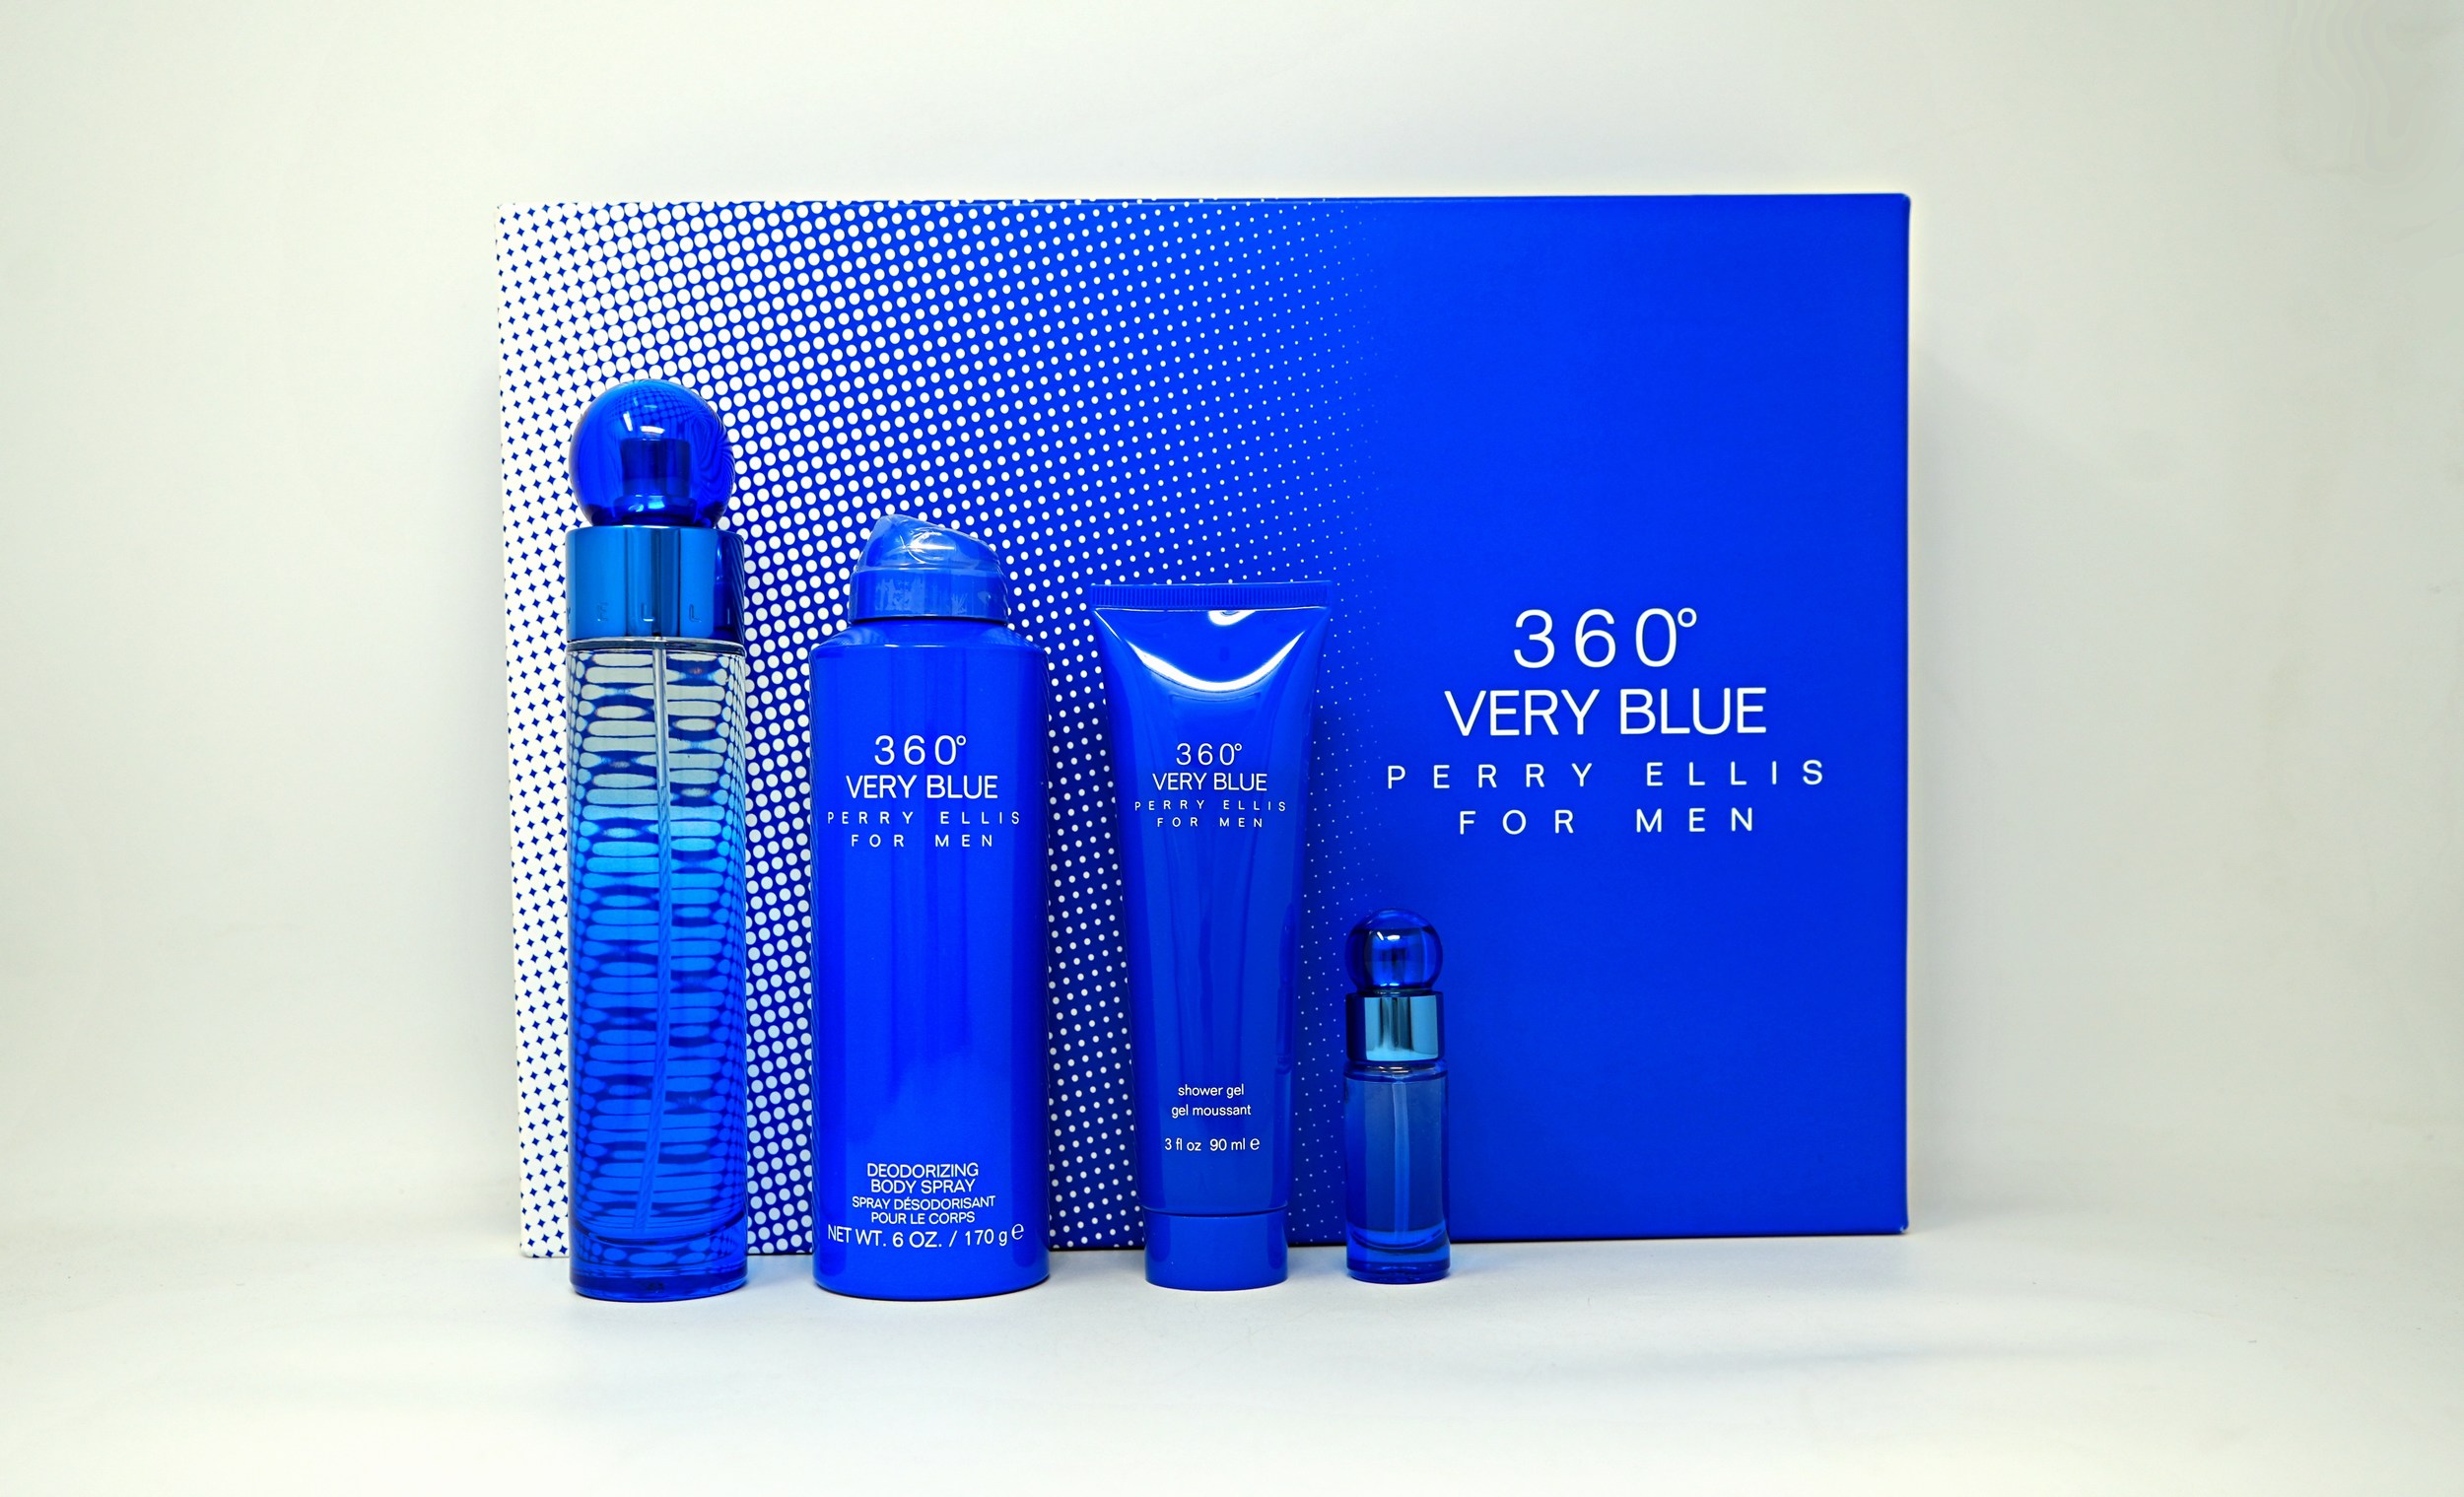 360°
VERY BLUE
PERRY ELLIS
FOR MEN
DEODORIZING
BODY SPRAY
SPRAY DÉSODORISANT
POUR LE CORPS
NET WT. 6 OZ. / 170 g e
360°
VERY BLUE
PERRY ELLIS
FOR MEN
shower gel
gel moussant
3 fl oz 90 ml e
360°
VERY BLUE
PERRY ELLIS
FOR MEN